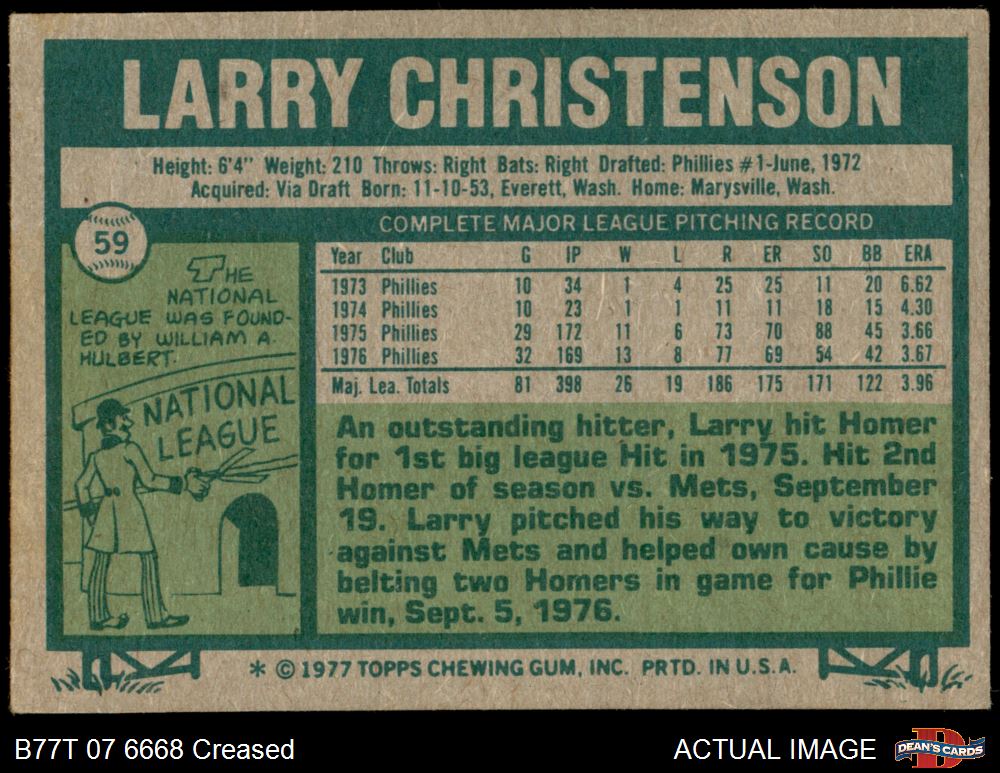 LARRY CHRISTENSON
Height: 6'4" Weight: 210 Throws: Right Bats: Right Drafted: Phillies #1-June, 1972
Acquired: Via Draft Born: 11-10-53, Everett, Wash. Home: Marysville, Wash.
59
THE
NATIONAL
LEAGUE WAS FOUND-
ED BY WILLIAM A.
HULBERT.
NATIONAL
LEAGUE
COMPLETE MAJOR LEAGUE PITCHING RECORD
Year Club G IP W L R ER SO BB ERA
1973 Phillies 10 34 1 4 25 25 11 20 6.62
1974 Phillies 10 23 1 1 11 11 18 15 4.30
1975 Phillies 29 172 11 6 73 70 88 45 3.66
1976 Phillies 32 169 13 8 77 69 54 42 3.67
Maj. Lea. Totals 81 398 26 19 186 175 171 122 3.96
An outstanding hitter, Larry hit Homer
for 1st big league Hit in 1975. Hit 2nd
Homer of season vs. Mets, September
19. Larry pitched his way to victory
against Mets and helped own cause by
belting two Homers in game for Phillie
win, Sept. 5, 1976.
* © 1977 TOPPS CHEWING GUM, INC. PRTD. IN U.S.A.
B77T 07 6668 Creased
ACTUAL IMAGE
D
DEAN'S CARDS